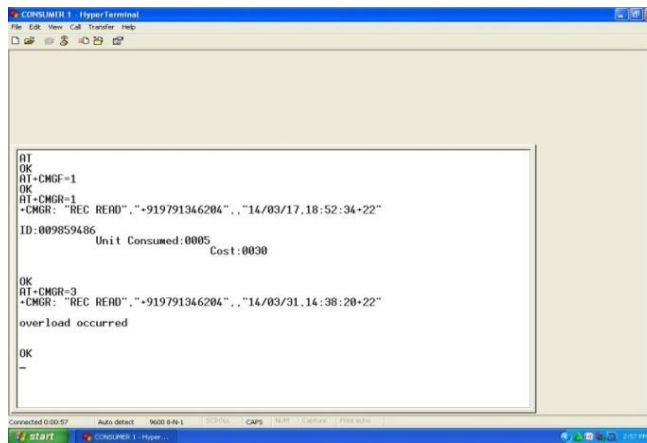 CONSUMER 1 - HyperTerminal
File Edit View Call Transfer Help
AT
OK
AT+CMGF=1
OK
AT+CMGR=1
+CMGR: "REC READ","+919791346204",,"14/03/17,18:52:34+22"
ID:009859486
Unit Consumed:0005
Cost:0030
OK
AT+CMGR=3
+CMGR: "REC READ","+919791346204",,"14/03/31,14:38:20+22"
overload occurred
OK
Connected 0:00:57 Auto detect 9600 8-N-1 SCROLL CAPS NUM Capture Print echo
start CONSUMER 1 - Hyper... 2:57 PM